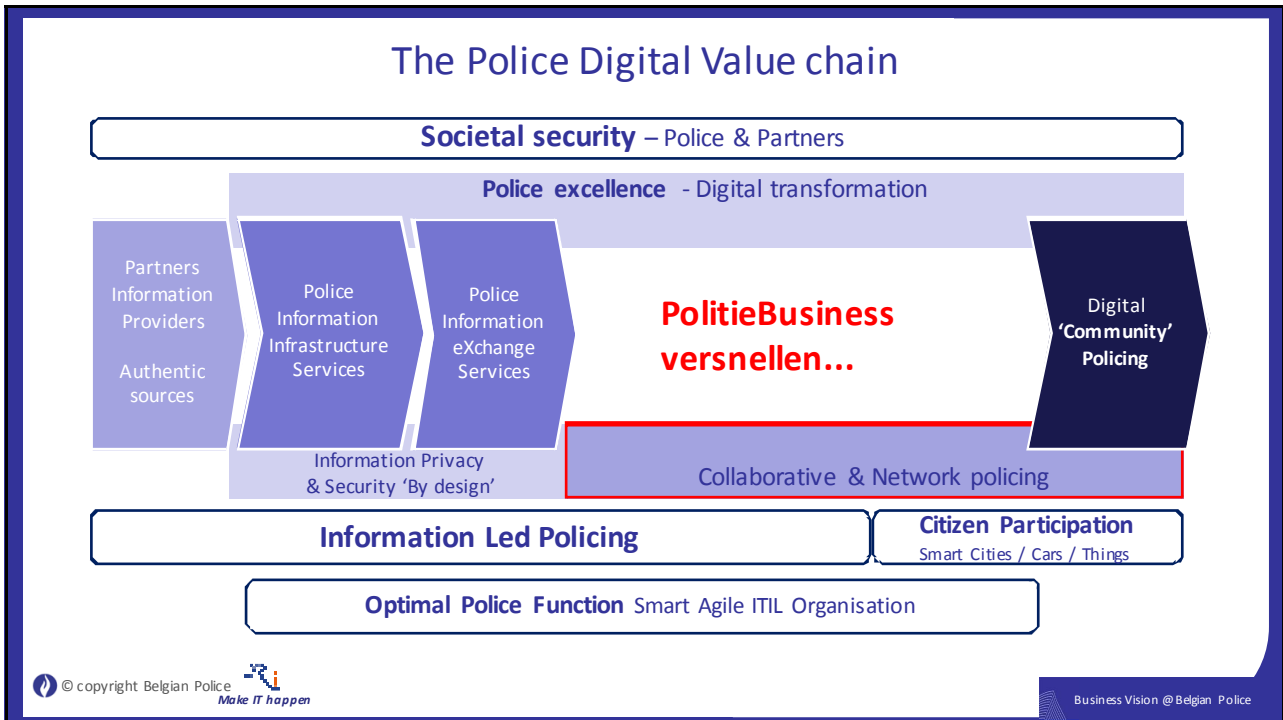 The Police Digital Value chain
Societal security – Police & Partners
Police excellence - Digital transformation
Partners
Information
Providers
Authentic
sources
Police
Information
Infrastructure
Services
Police
Information
eXchange
Services
PolitieBusiness
versnellen...
Digital
‘Community’
Policing
Information Privacy
& Security ‘By design’
Collaborative & Network policing
Information Led Policing
Citizen Participation
Smart Cities / Cars / Things
Optimal Police Function Smart Agile ITIL Organisation
© copyright Belgian Police
Make IT happen
Business Vision @ Belgian Police